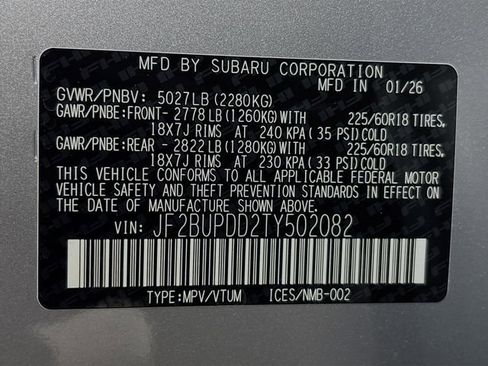 MFD BY SUBARU CORPORATION
MFD IN 01/26
GVWR/PNBV: 5027LB (2280KG)
GAWR/PNBE:FRONT-2778LB(1260KG)WITH 225/60R18 TIRES,
18X7J RIMS AT 240 KPA (35 PSI)COLD
GAWR/PNBE:REAR -2822LB(1280KG)WITH 225/60R18 TIRES,
18X7J RIMS AT 230 KPA (33 PSI)COLD
THIS VEHICLE CONFORMS TO ALL APPLICABLE FEDERAL MOTOR
VEHICLE SAFETY AND THEFT PREVENTION STANDARDS IN
EFFECT ON THE DATE OF MANUFACTURE SHOWN ABOVE.
VIN: JF2BUPDD2TY502082
TYPE:MPV/VTUM ICES/NMB-002